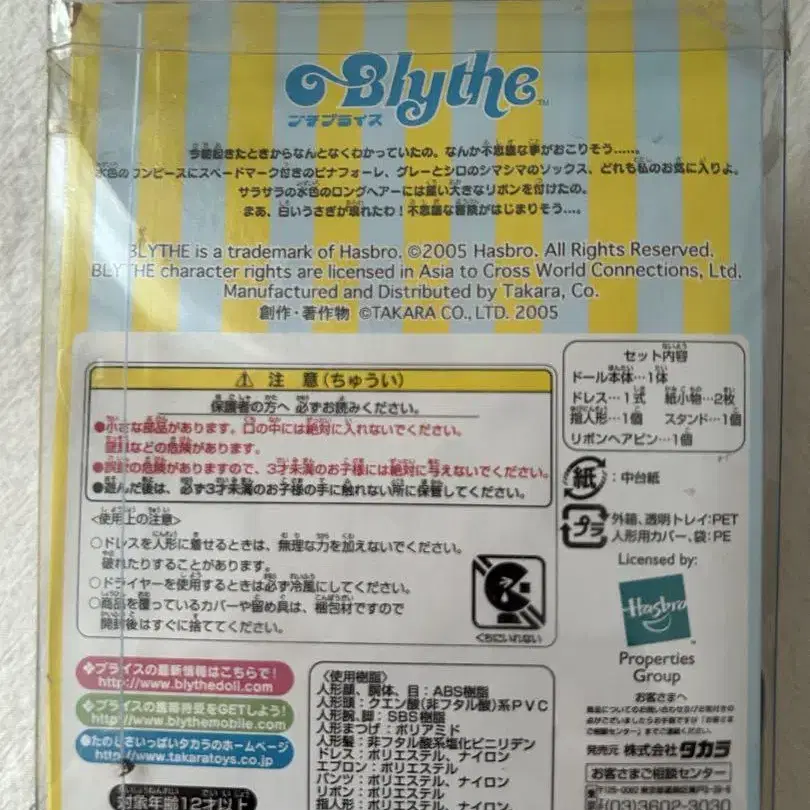 Blythe™
プチブライス
今朝起きたときからなんとなくわかっていたの。なんか不思議な事がおこりそう……。
水色のワンピースにスペードマーク付きのピナフォーレ、グレーとシロのシマシマのソックス、どれも私のお気に入りよ。
サラサラの水色のロングヘアーには黒い大きなリボンを付けたの。
まあ、白いうさぎが現れたわ！不思議な冒険がはじまりそう…。
BLYTHE is a trademark of Hasbro. ©2005 Hasbro. All Rights Reserved.
BLYTHE character rights are licensed in Asia to Cross World Connections, Ltd.
Manufactured and Distributed by Takara, Co.
創作・著作物 ©TAKARA CO., LTD. 2005
⚠ 注 意(ちゅうい)
保護者の方へ 必ずお読みください。
●小さな部品があります。口の中には絶対に入れないでください。
窒息などの危険があります。
●誤飲の危険がありますので、3才未満のお子様には絶対に与えないでください。
●遊んだ後は、必ず3才未満のお子様の手に触れない所に保管してください。
<使用上の注意>
○ドレスを人形に着せるときは、無理な力を加えないでください。
破れたりすることがあります。
○ドライヤーを使用するときは必ず冷風にしてください。
○商品を覆っているカバーや留め具は、梱包材ですので
開封後はすぐに捨ててください。
くちにいれない
セット内容
ドール本体…1体
ドレス…1式 紙小物…2枚
指人形…1個 スタンド…1個
リボンヘアピン…1個
紙:中台紙
プラ 外箱、透明トレイ:PET
人形用カバー、袋:PE
Licensed by:
Hasbro
Properties
Group
お客さまへ
発売元 株式会社タカラ
お客さまご相談センター
(03)3602-3030
❖ブライスの最新情報はこちらで!
http://www.blythedoll.com
❖ブライスの携帯待受をGETしよう!
http://www.blythemobile.com
●たのしさいっぱいタカラのホームページ
http://www.takaratoys.co.jp
対象年齢12才以上
<使用樹脂>
人形顔、胴体、目:ABS樹脂
人形頭:クエン酸(非フタル酸)系PVC
人形腕、脚:SBS樹脂
人形まつげ:ポリアミド
人形髪:非フタル酸系塩化ビニリデン
ドレス:ポリエステル、ナイロン
エプロン:ポリエステル
パンツ:ポリエステル、ナイロン